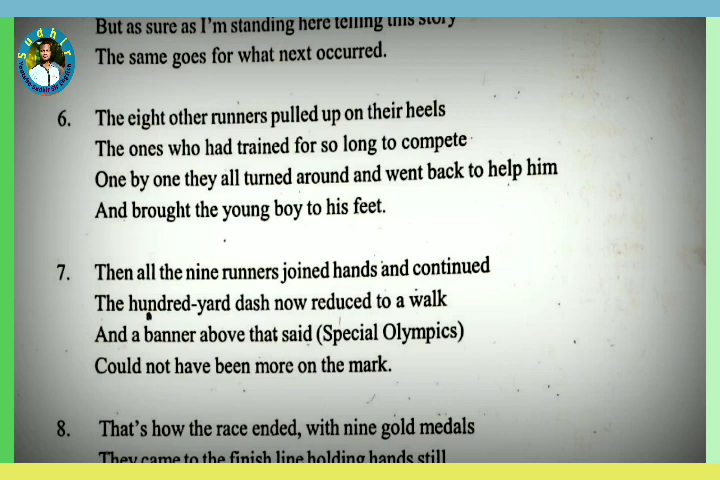 Sudhir
Youtube-Sudhir Sir English
But as sure as I'm standing here telling this story
The same goes for what next occurred.
6. The eight other runners pulled up on their heels
The ones who had trained for so long to compete
One by one they all turned around and went back to help him
And brought the young boy to his feet.
7. Then all the nine runners joined hands and continued
The hundred-yard dash now reduced to a walk
And a banner above that said (Special Olympics)
Could not have been more on the mark.
8. That's how the race ended, with nine gold medals
They came to the finish line holding hands still